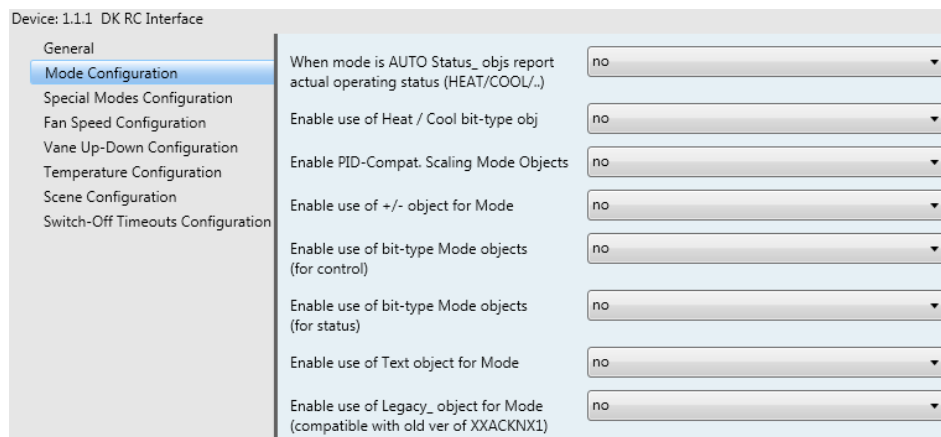 Device: 1.1.1 DK RC Interface
General
Mode Configuration
Special Modes Configuration
Fan Speed Configuration
Vane Up-Down Configuration
Temperature Configuration
Scene Configuration
Switch-Off Timeouts Configuration
When mode is AUTO Status_ objs report
actual operating status (HEAT/COOL/..)
no
Enable use of Heat / Cool bit-type obj
no
Enable PID-Compat. Scaling Mode Objects
no
Enable use of +/- object for Mode
no
Enable use of bit-type Mode objects
(for control)
no
Enable use of bit-type Mode objects
(for status)
no
Enable use of Text object for Mode
no
Enable use of Legacy_ object for Mode
(compatible with old ver of XXACKNX1)
no